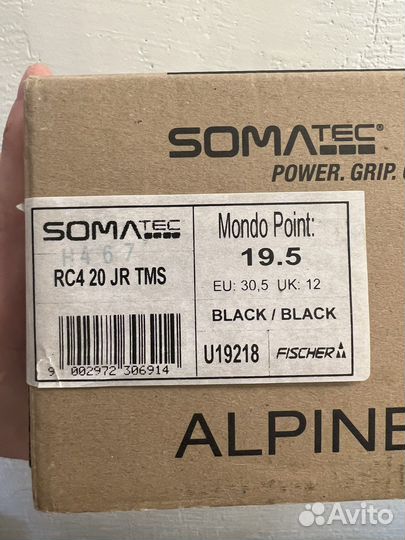 SOMATEC®
POWER. GRIP.
SOMATEC
H467
RC4 20 JR TMS
9 002972 306914
Mondo Point:
19.5
EU: 30,5 UK: 12
BLACK / BLACK
U19218 FISCHER
ALPINE
Avito